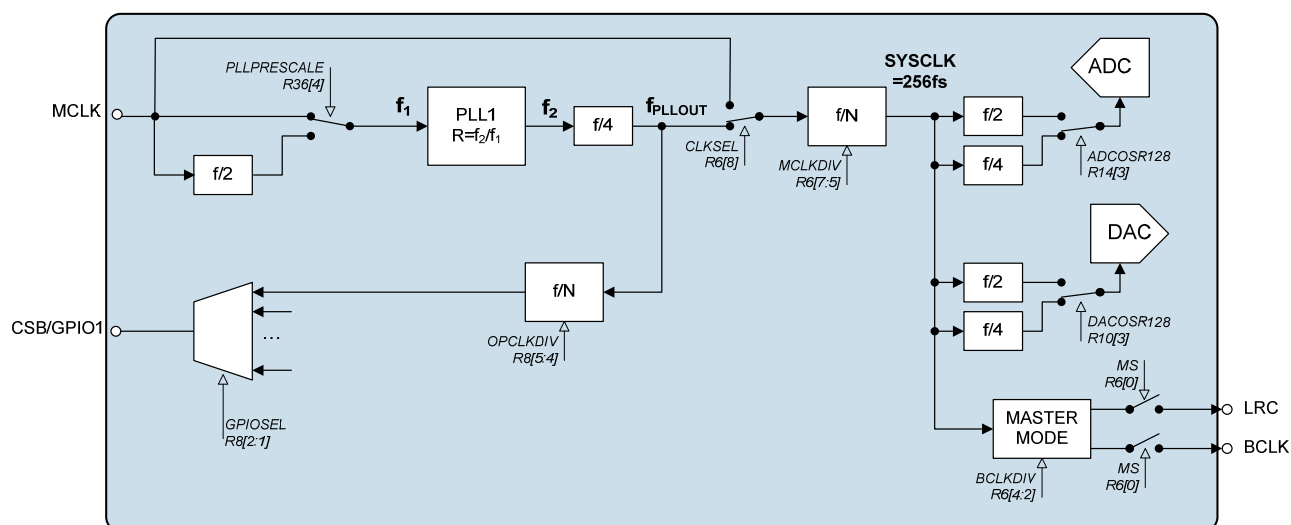 PLLPRESCALE
R36[4]
MCLK
f/2
f1
PLL1
R=f2/f1
f2
f/4
fPLLOUT
CLKSEL
R6[8]
f/N
MCLKDIV
R6[7:5]
SYSCLK
=256fs
f/2
f/4
ADC
ADCOSR128
R14[3]
DAC
f/2
f/4
DACOSR128
R10[3]
CSB/GPIO1
...
GPIOSEL
R8[2:1]
f/N
OPCLKDIV
R8[5:4]
MASTER
MODE
BCLKDIV
R6[4:2]
MS
R6[0]
LRC
BCLK
MS
R6[0]